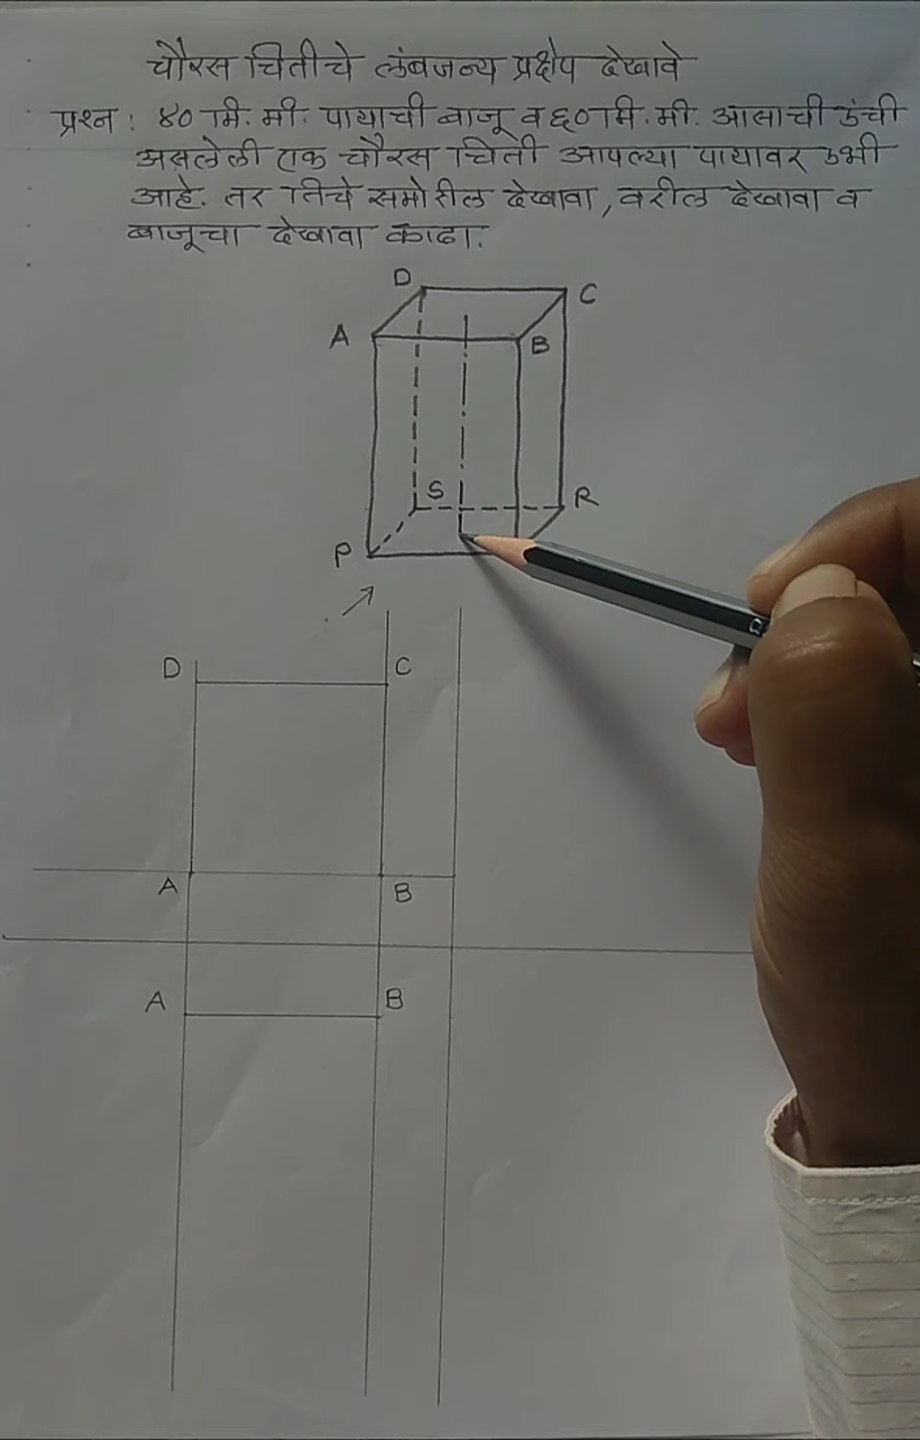 चौरस चितीचे लंबजन्य प्रक्षेप देखावे
प्रश्न : ४० मि. मी. पायाची बाजू व ६० मि. मी. आसाची उंची
असलेली एक चौरस चिती आपल्या पायावर उभी
आहे. तर तिचे समोरील देखावा, वरील देखावा व
बाजूचा देखावा काढा.
D
C
A
B
S
R
P
D
C
A
B
A
B